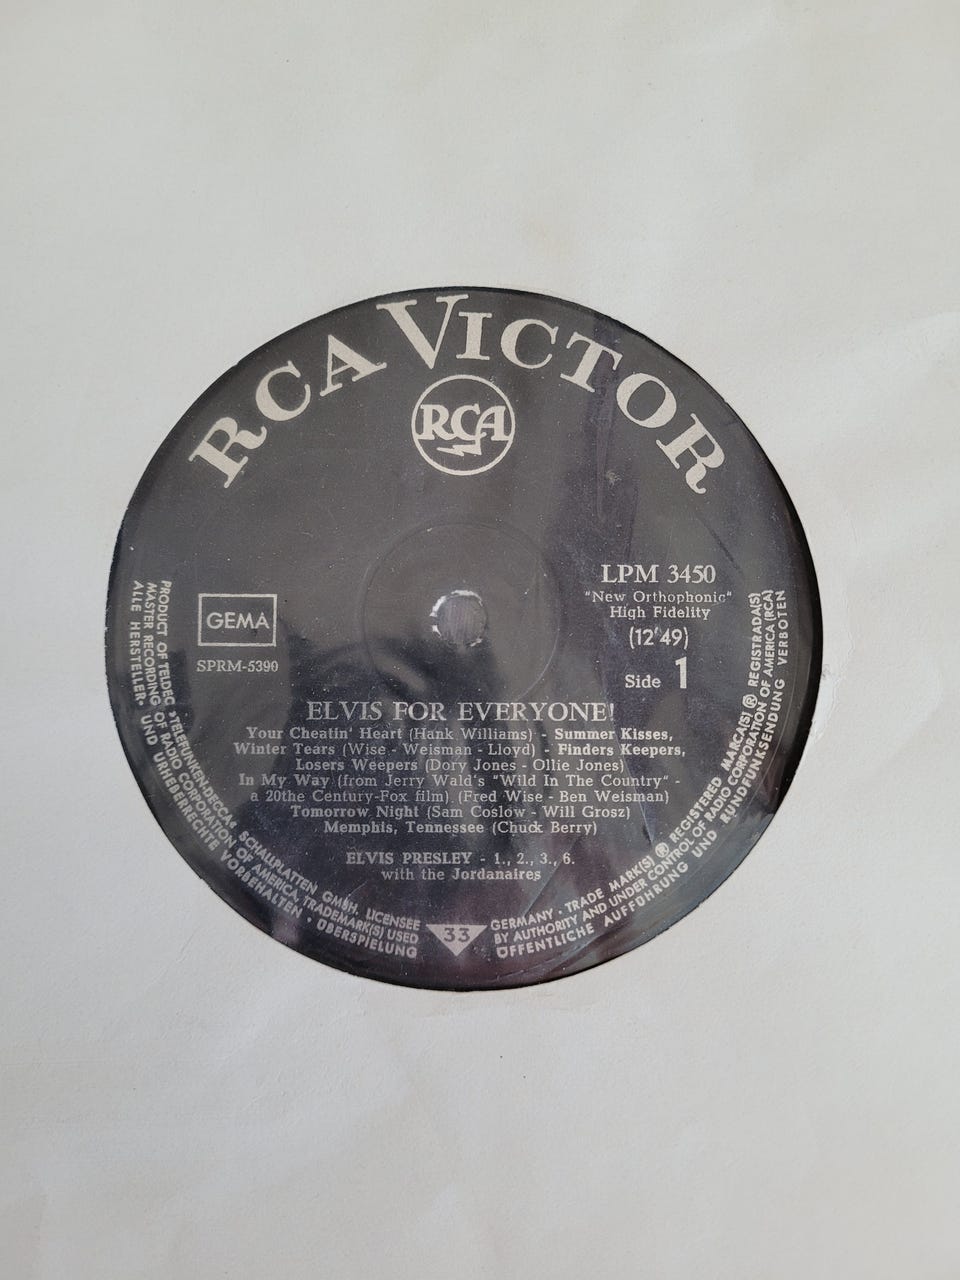 RCA VICTOR
RCA
LPM 3450
"New Orthophonic"
High Fidelity
(12'49)
Side 1
GEMA
SPRM-5390
ELVIS FOR EVERYONE!
Your Cheatin' Heart (Hank Williams) - Summer Kisses,
Winter Tears (Wise - Weisman - Lloyd) - Finders Keepers,
Losers Weepers (Dory Jones - Ollie Jones)
In My Way (from Jerry Wald's "Wild In The Country" -
a 20the Century-Fox film) (Fred Wise - Ben Weisman)
Tomorrow Night (Sam Coslow - Will Grosz)
Memphis, Tennessee (Chuck Berry)
ELVIS PRESLEY - 1., 2., 3., 6.
with the Jordanaires
33
PRODUCT OF TELDEC »TELEFUNKEN-DECCA« SCHALLPLATTEN GMBH. LICENSEE
MASTER RECORDING OF RADIO CORPORATION OF AMERICA. TRADEMARK(S) USED
ALLE HERSTELLER- UND URHEBERRECHTE VORBEHALTEN • ÜBERSPIELUNG
GERMANY • TRADE MARK(S) ® REGISTERED MARCA(S) ® REGISTRADA(S)
BY AUTHORITY AND UNDER CONTROL OF RADIO CORPORATION OF AMERICA (RCA)
ÖFFENTLICHE AUFFÜHRUNG UND RUNDFUNKSENDUNG VERBOTEN